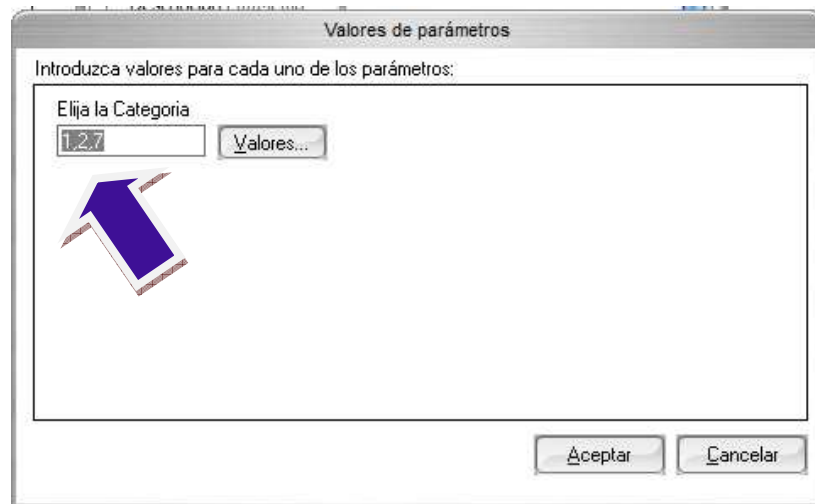 Valores de parámetros
Introduzca valores para cada uno de los parámetros:
Elija la Categoria
1,2,7
Valores...
Aceptar
Cancelar